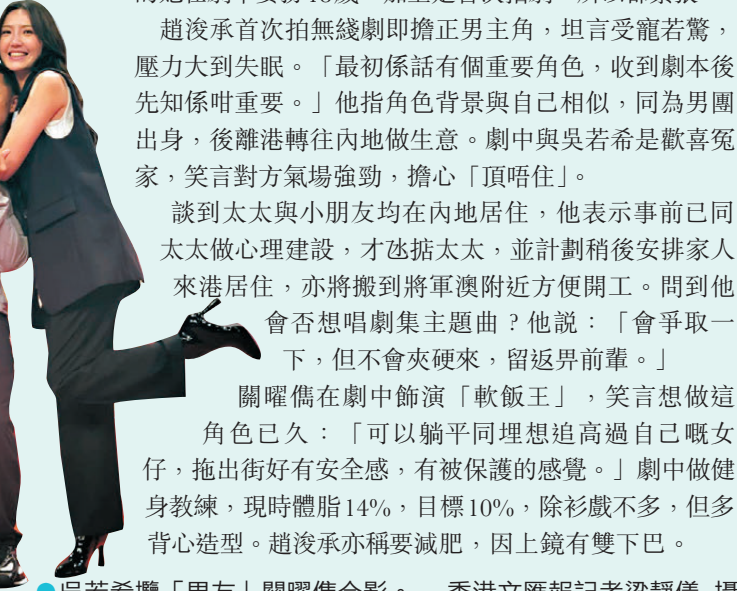 趙浚承首次拍無綫劇即擔正男主角，坦言受寵若驚，
壓力大到失眠。「最初係話有個重要角色，收到劇本後
先知係咁重要。」他指角色背景與自己相似，同為男團
出身，後離港轉往內地做生意。劇中與吳若希是歡喜冤
家，笑言對方氣場強勁，擔心「頂唔住」。
談到太太與小朋友均在內地居住，他表示事前已同
太太做心理建設，才氹掂太太，並計劃稍後安排家人
來港居住，亦將搬到將軍澳附近方便開工。問到他
會否想唱劇集主題曲？他說：「會爭取一
下，但不會夾硬來，留返畀前輩。」
關曜儁在劇中飾演「軟飯王」，笑言想做這
角色已久：「可以躺平同埋想追高過自己嘅女
仔，拖出街好有安全感，有被保護的感覺。」劇中做健
身教練，現時體脂14%，目標10%，除衫戲不多，但多
背心造型。趙浚承亦稱要減肥，因上鏡有雙下巴。
●吳若希攬「男友」關曜儁合影。 香港文匯報記者梁靜儀 攝